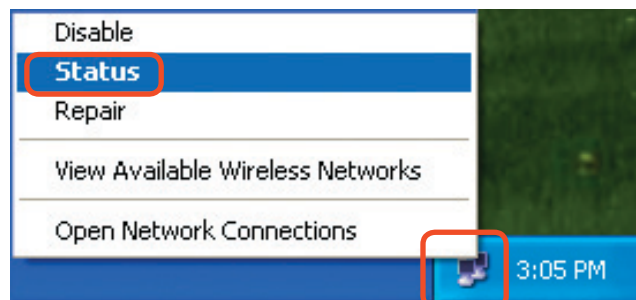 Disable
Status
Repair
View Available Wireless Networks
Open Network Connections
3:05 PM